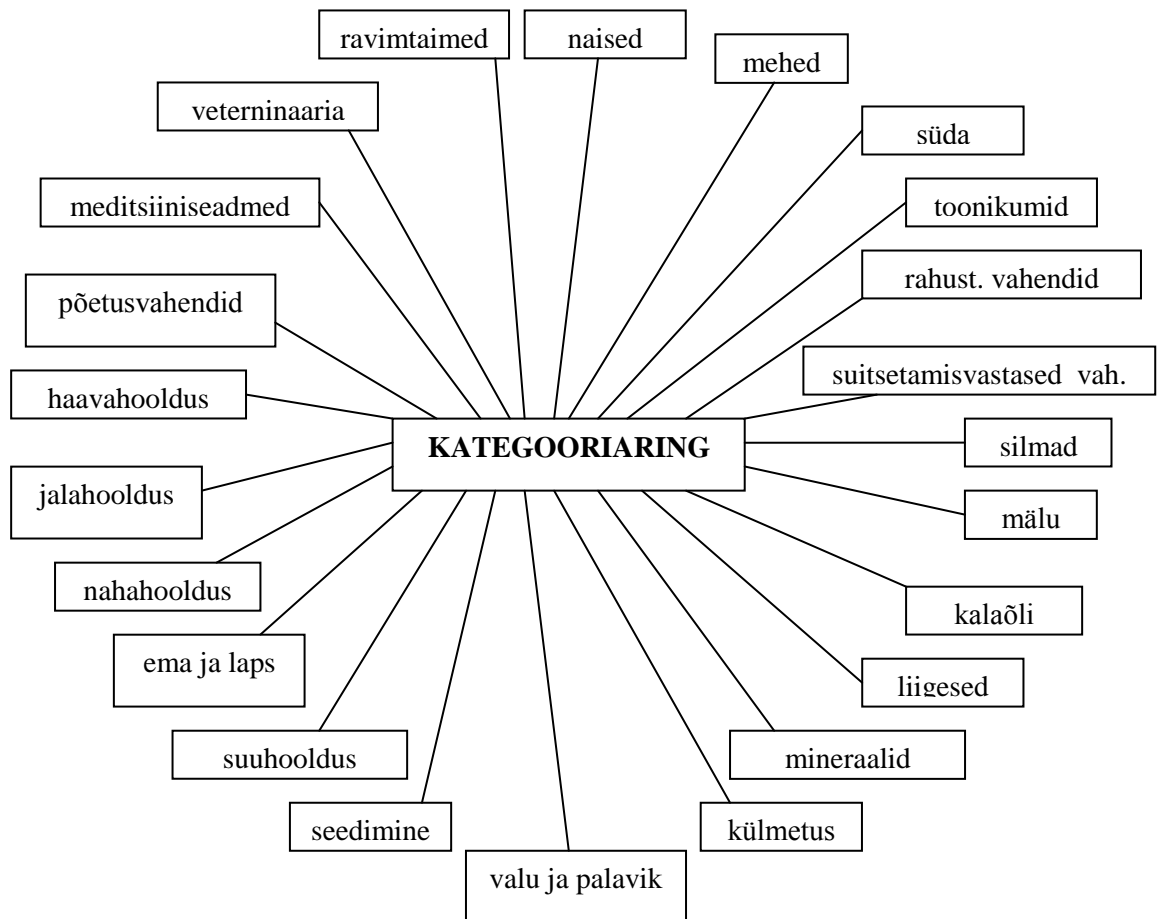 ravimtaimed
naised
mehed
veterninaaria
süda
meditsiiniseadmed
toonikumid
rahust. vahendid
põetusvahendid
suitsetamisvastased vah.
haavahooldus
KATEGOORIARING
silmad
jalahooldus
mälu
nahahooldus
kalaõli
ema ja laps
liigesed
suuhooldus
mineraalid
seedimine
külmetus
valu ja palavik